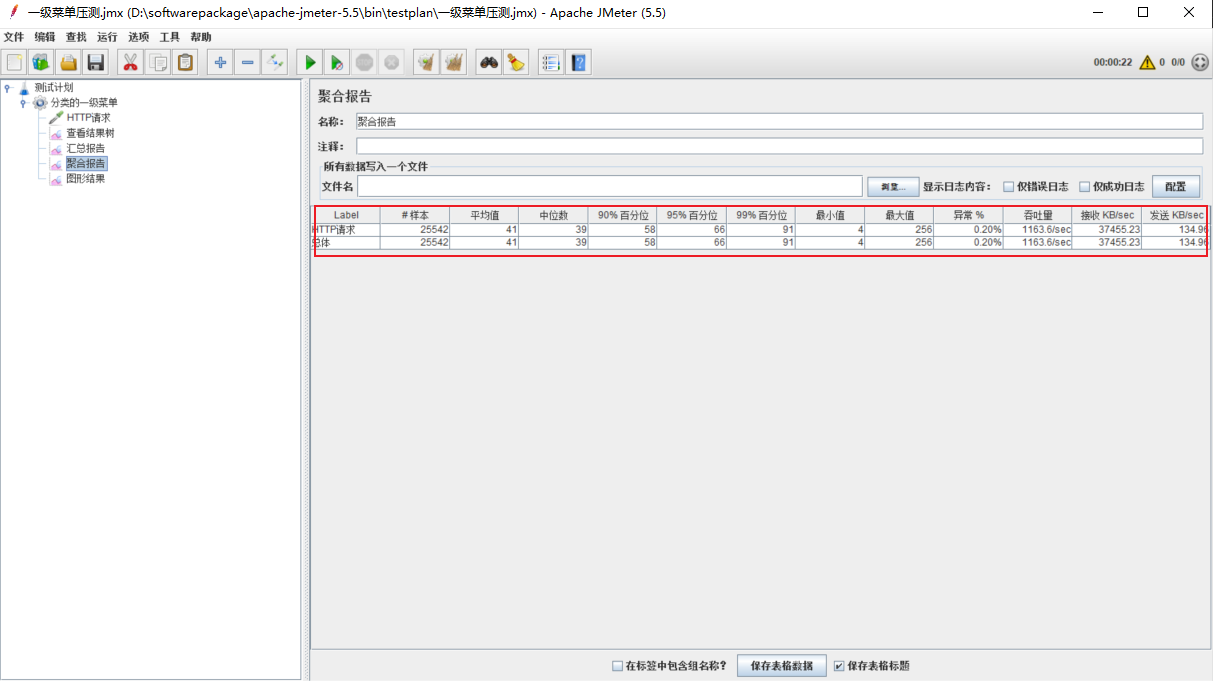 一级菜单压测.jmx (D:\softwarepackage\apache-jmeter-5.5\bin\testplan\一级菜单压测.jmx) - Apache JMeter (5.5)
文件 编辑 查找 运行 选项 工具 帮助
00:00:22 0 0/0
测试计划
分类的一级菜单
HTTP请求
查看结果树
汇总报告
聚合报告
图形结果
聚合报告
名称： 聚合报告
注释：
所有数据写入一个文件
文件名 浏览... 显示日志内容： 仅错误日志 仅成功日志 配置
Label # 样本 平均值 中位数 90% 百分位 95% 百分位 99% 百分位 最小值 最大值 异常 % 吞吐量 接收 KB/sec 发送 KB/sec
HTTP请求 25542 41 39 58 66 91 4 256 0.20% 1163.6/sec 37455.23 134.96
总体 25542 41 39 58 66 91 4 256 0.20% 1163.6/sec 37455.23 134.96
在标签中包含组名称？ 保存表格数据 保存表格标题